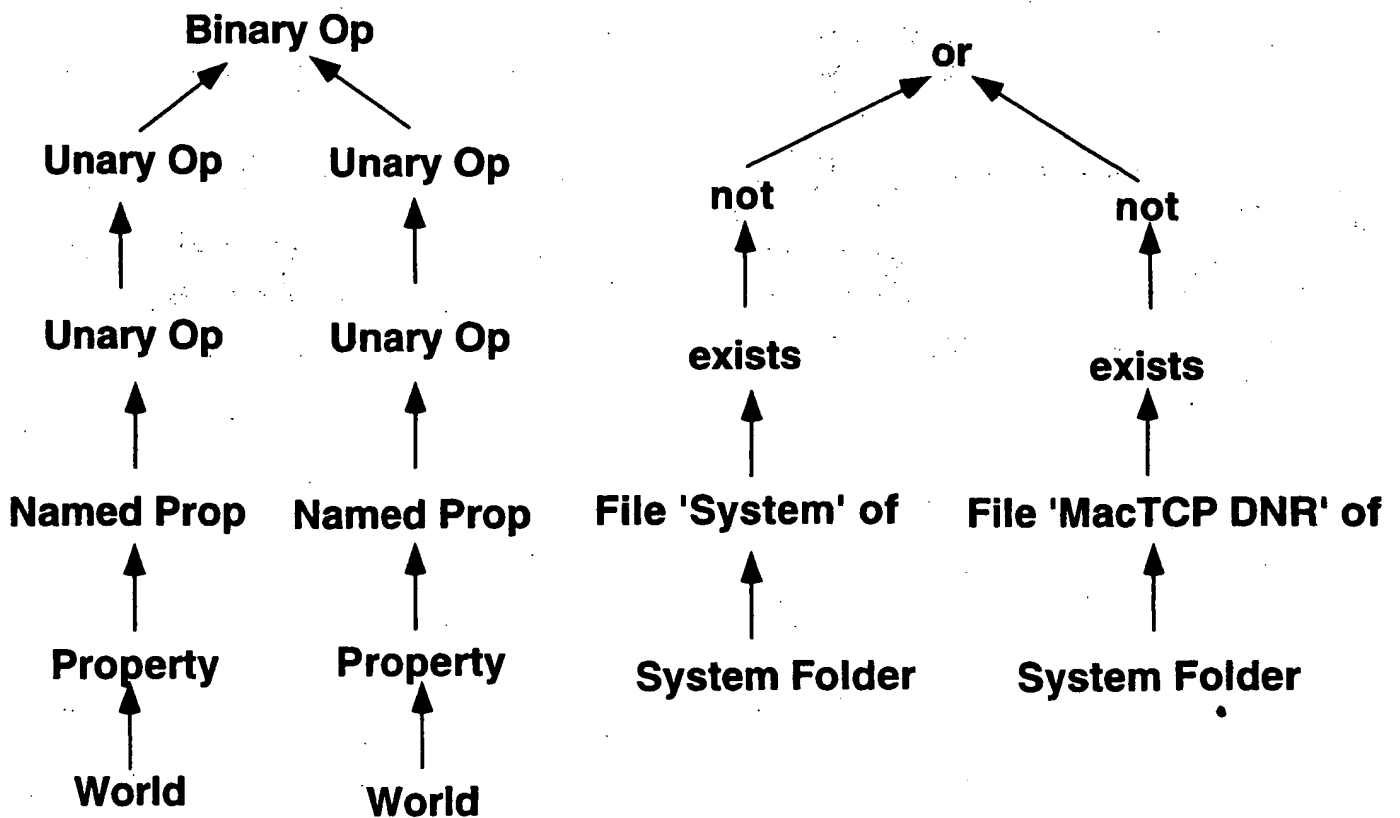 Binary Op
Unary Op
Unary Op
Unary Op
Unary Op
Named Prop
Named Prop
Property
Property
World
World
or
not
not
exists
exists
File 'System' of
File 'MacTCP DNR' of
System Folder
System Folder